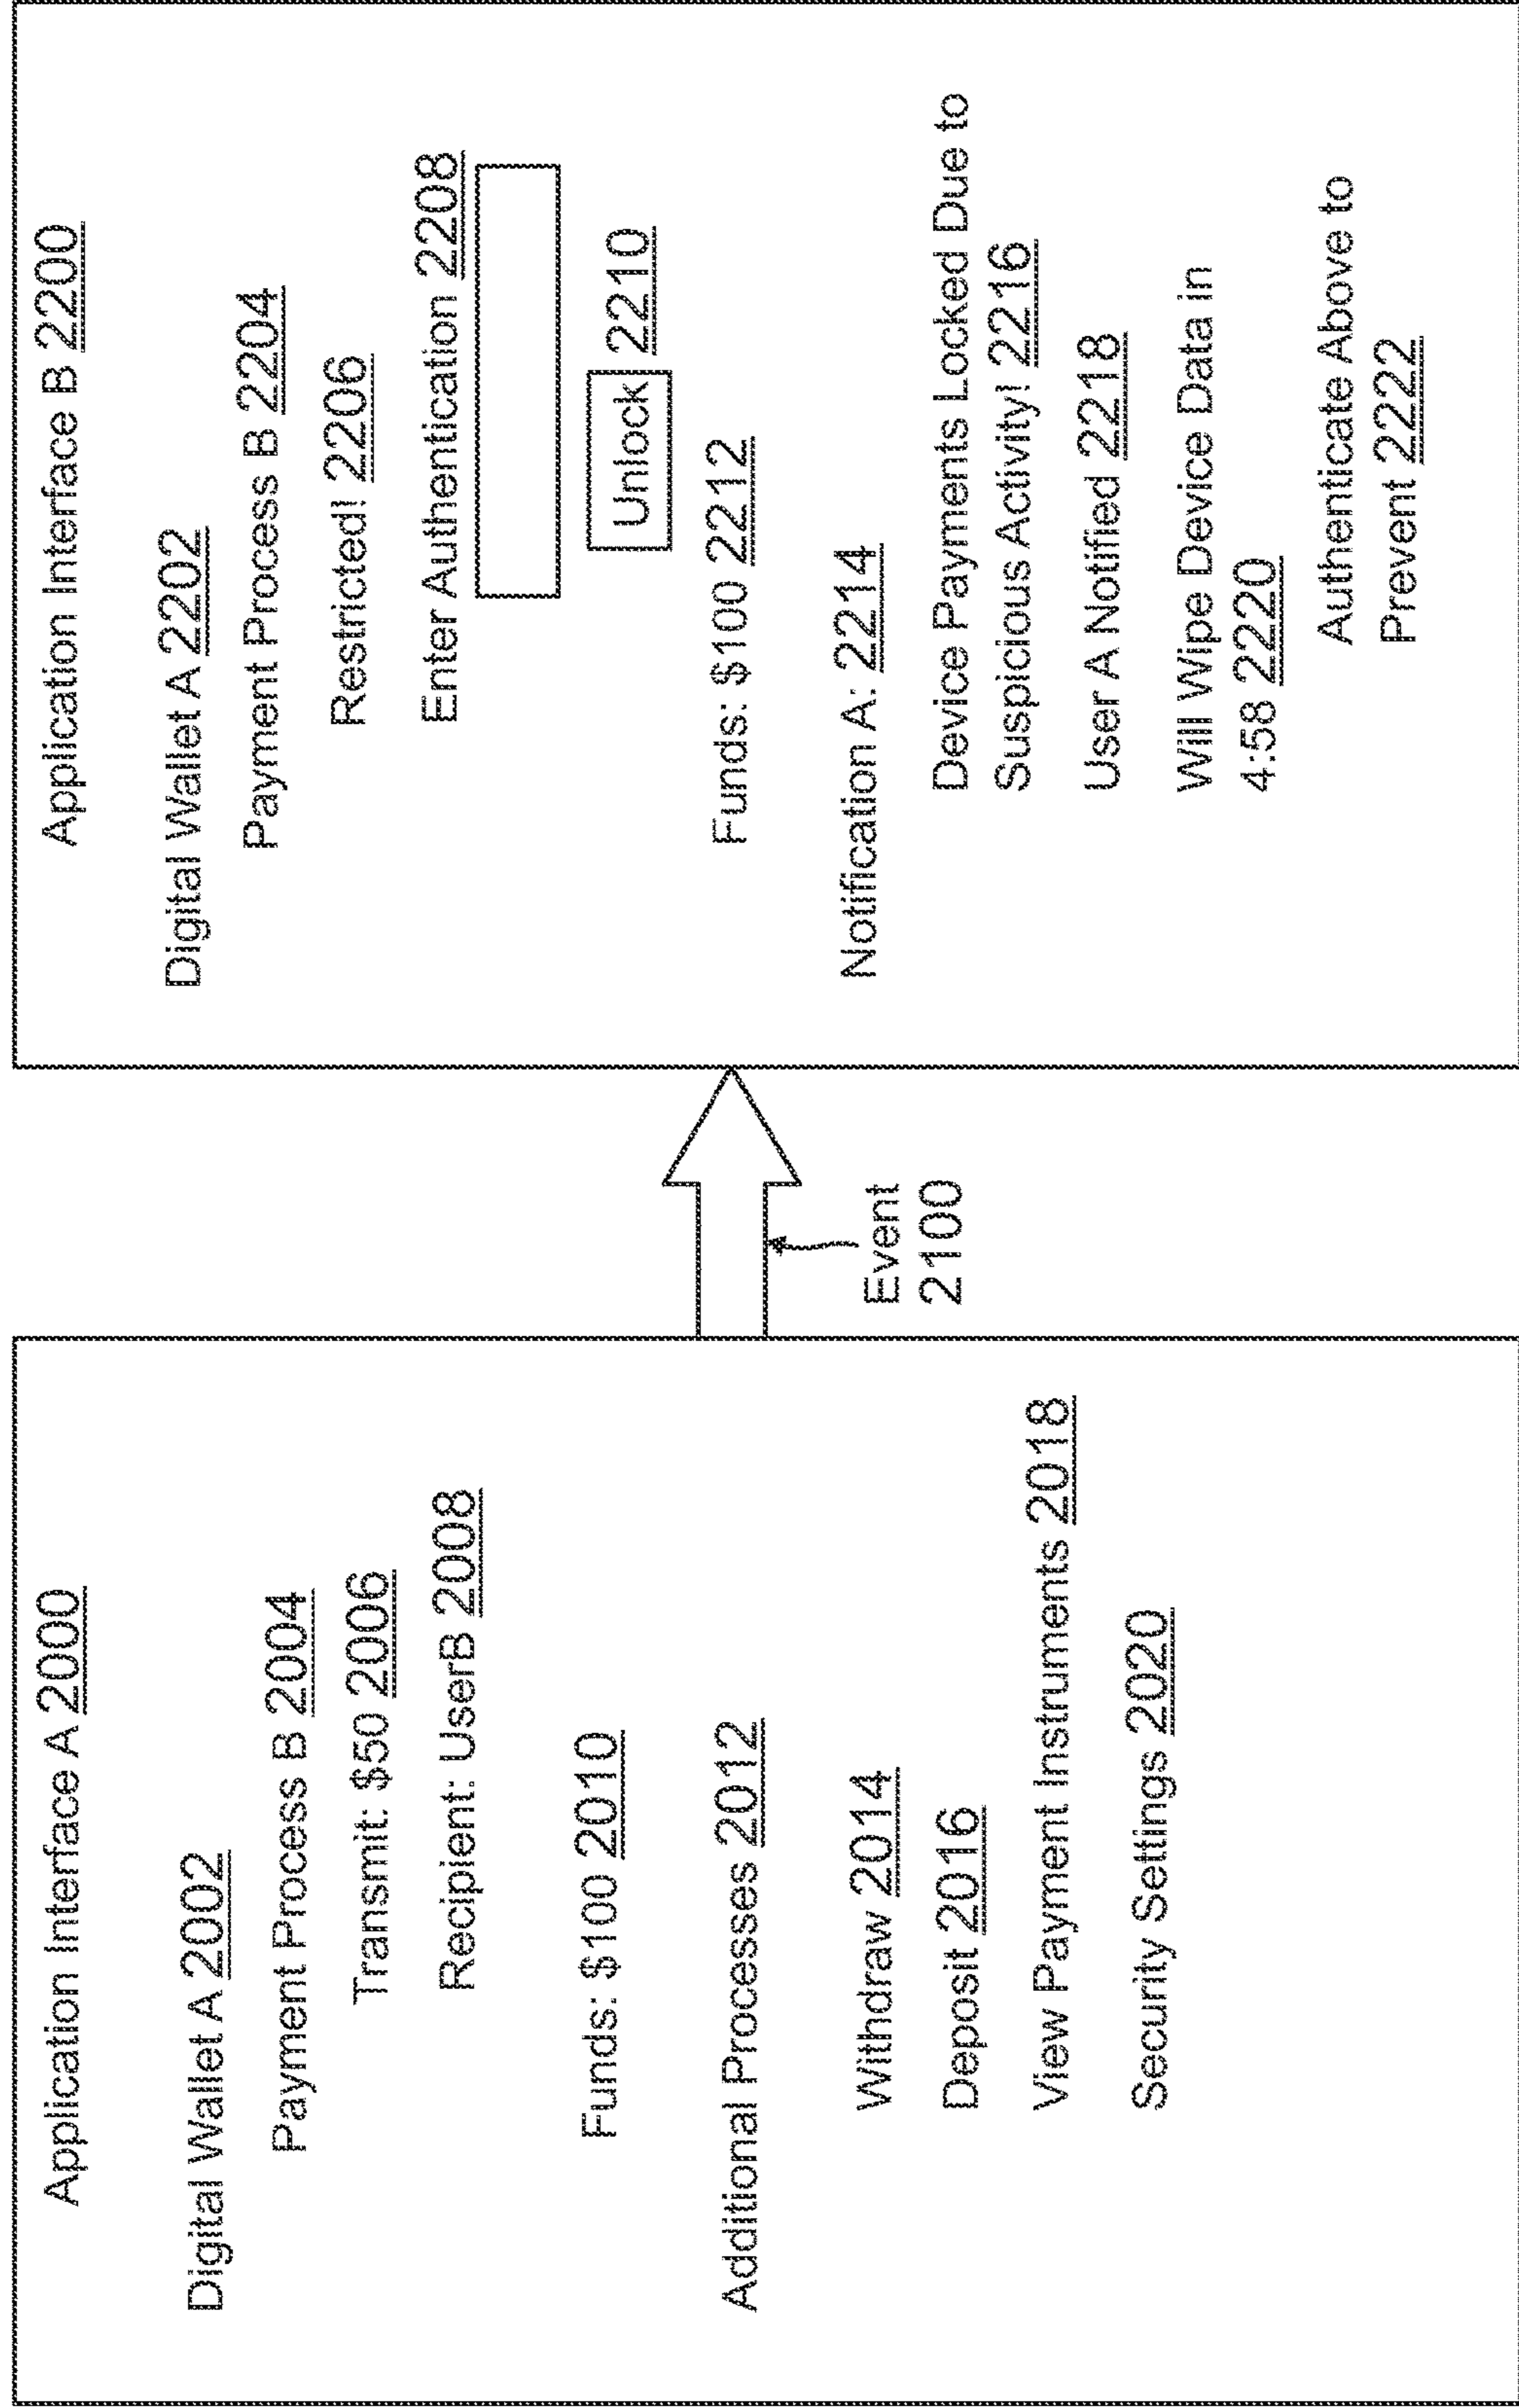 Application Interface A 2000
Digital Wallet A 2002
Payment Process B 2004
Transmit: $50 2006
Recipient: UserB 2008
Funds: $100 2010
Additional Processes 2012
Withdraw 2014
Deposit 2016
View Payment Instruments 2018
Security Settings 2020
Event
2100
Application Interface B 2200
Digital Wallet A 2202
Payment Process B 2204
Restricted! 2206
Enter Authentication 2208
Unlock 2210
Funds: $100 2212
Notification A: 2214
Device Payments Locked Due to
Suspicious Activity! 2216
User A Notified 2218
Will Wipe Device Data in
4:58 2220
Authenticate Above to
Prevent 2222